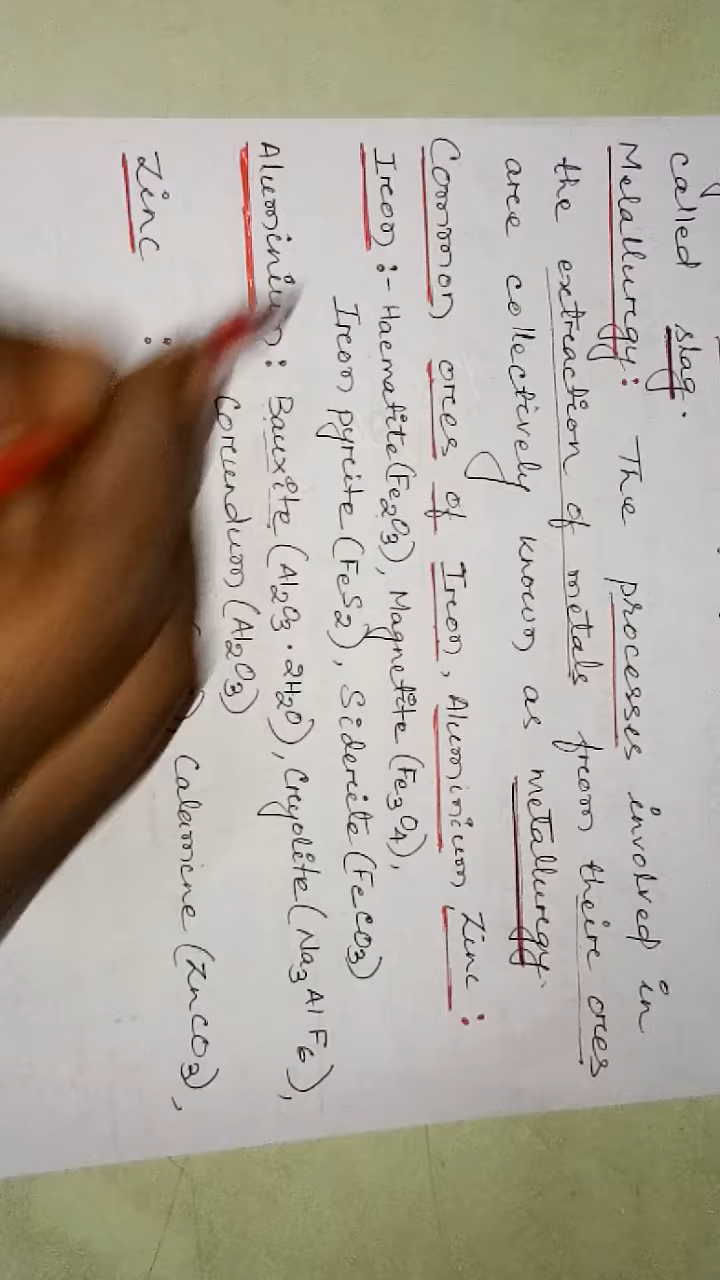 called slag.
Metallurgy: The processes involved in
the extraction of metals from their ores
are collectively known as metallurgy.
Common ores of Iron, Aluminium, Zinc:
Iron :- Haematite (Fe2O3), Magnetite (Fe3O4),
Iron pyrite (FeS2), Siderite (FeCO3)
Aluminium: Bauxite (Al2O3.2H2O), Cryolite (Na3AlF6),
Corundum (Al2O3)
Zinc : Calamine (ZnCO3),